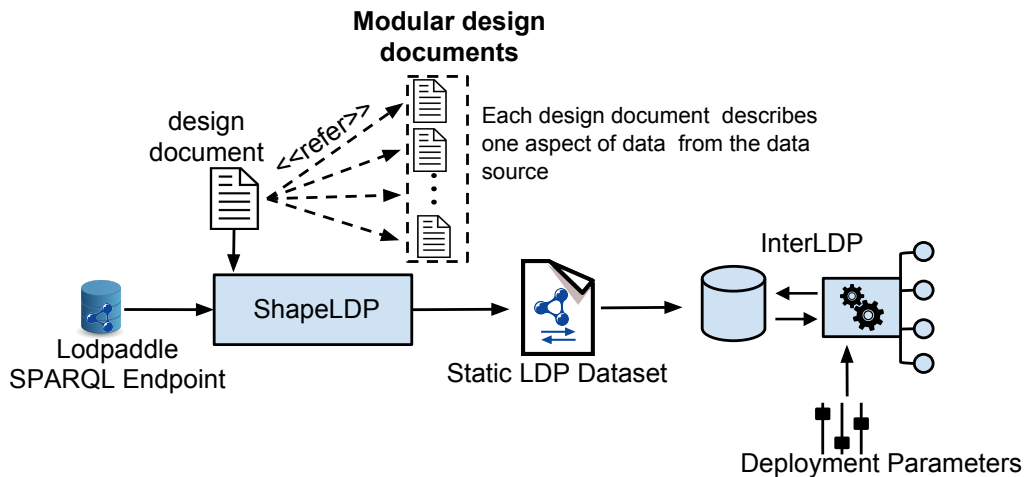 Modular design
documents
design
document
<<refer>>
Each design document describes
one aspect of data from the data
source
InterLDP
ShapeLDP
Lodpaddle
SPARQL Endpoint
Static LDP Dataset
Deployment Parameters